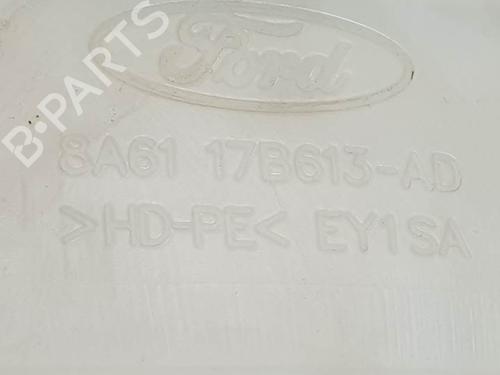 B-PARTS
Ford
8A61 17B613-AD
>HD-PE< EY1SA